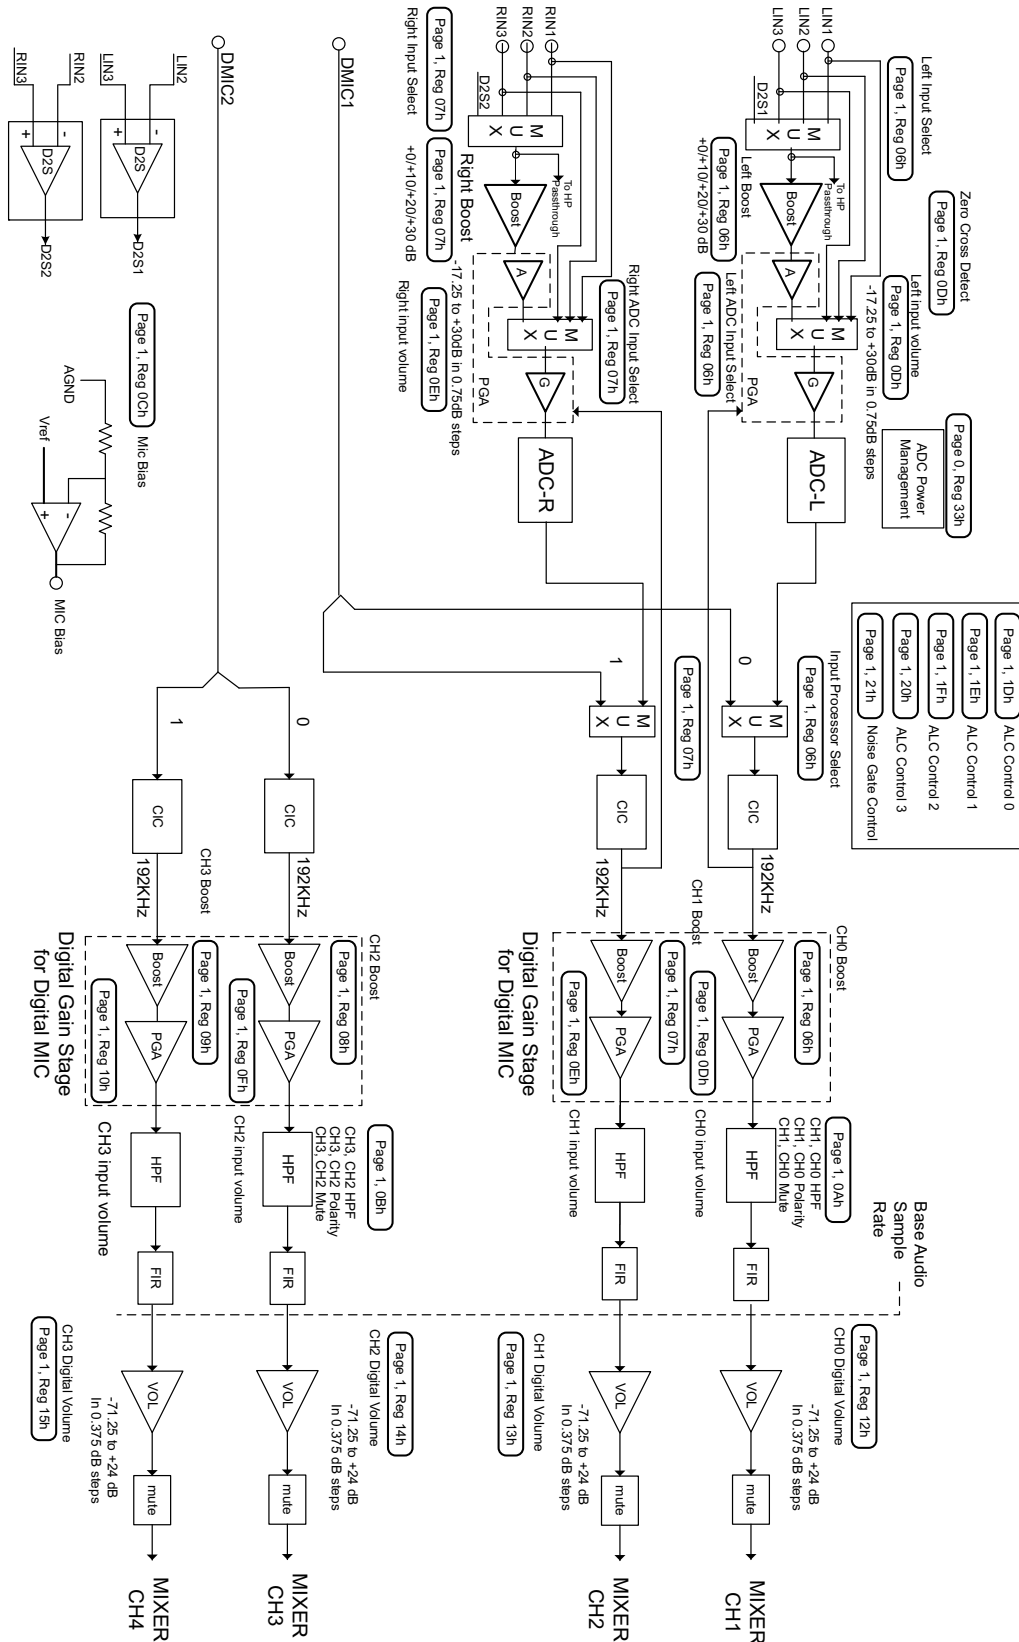 LIN1
LIN2
LIN3
D2S1
Left Input Select
Page 1, Reg 06h
M
U
X
To HP
Passthrough
Boost
Left Boost
Page 1, Reg 06h
+0/+10/+20/+30 dB
Zero Cross Detect
Page 1, Reg 0Dh
A
M
U
X
Left input volume
Page 1, Reg 0Dh
-17.25 to +30dB in 0.75dB steps
Left ADC Input Select
Page 1, Reg 06h
G
PGA
ADC-L
Page 0, Reg 33h
ADC Power
Management
Page 1, 1Dh
ALC Control 0
Page 1, 1Eh
ALC Control 1
Page 1, 1Fh
ALC Control 2
Page 1, 20h
ALC Control 3
Page 1, 21h
Noise Gate Control
Input Processor Select
Page 1, Reg 06h
0
M
U
X
CIC
192KHz
CH0 Boost
Boost
Page 1, Reg 06h
PGA
Page 1, Reg 0Dh
CH0 input volume
HPF
Page 1, 0Ah
CH1, CH0 HPF
CH1, CH0 Polarity
CH1, CH0 Mute
FIR
Base Audio
Sample
Rate
Page 1, Reg 12h
CH0 Digital Volume
VOL
-71.25 to +24 dB
In 0.375 dB steps
mute
MIXER
CH1
RIN1
RIN2
RIN3
D2S2
Right Input Select
Page 1, Reg 07h
M
U
X
To HP
Passthrough
Boost
Right Boost
Page 1, Reg 07h
+0/+10/+20/+30 dB
A
M
U
X
Right ADC Input Select
Page 1, Reg 07h
-17.25 to +30dB in 0.75dB steps
Page 1, Reg 0Eh
Right input volume
G
PGA
ADC-R
Page 1, Reg 07h
1
M
U
X
CIC
192KHz
CH1 Boost
Boost
Page 1, Reg 07h
PGA
Page 1, Reg 0Eh
Digital Gain Stage
for Digital MIC
CH1 input volume
HPF
FIR
CH1 Digital Volume
Page 1, Reg 13h
VOL
-71.25 to +24 dB
In 0.375 dB steps
mute
MIXER
CH2
DMIC1
DMIC2
0
CIC
192KHz
CH2 Boost
Boost
Page 1, Reg 08h
PGA
Page 1, Reg 0Fh
CH2 input volume
HPF
Page 1, 0Bh
CH3, CH2 HPF
CH3, CH2 Polarity
CH3, CH2 Mute
FIR
Page 1, Reg 14h
CH2 Digital Volume
VOL
-71.25 to +24 dB
In 0.375 dB steps
mute
MIXER
CH3
1
CIC
192KHz
CH3 Boost
Boost
Page 1, Reg 09h
PGA
Page 1, Reg 10h
Digital Gain Stage
for Digital MIC
CH3 input volume
HPF
FIR
CH3 Digital Volume
Page 1, Reg 15h
VOL
-71.25 to +24 dB
In 0.375 dB steps
mute
MIXER
CH4
LIN2
LIN3
-
+
D2S
D2S1
RIN2
RIN3
-
+
D2S
D2S2
Page 1, Reg 0Ch
Mic Bias
AGND
Vref
-
+
MIC Bias